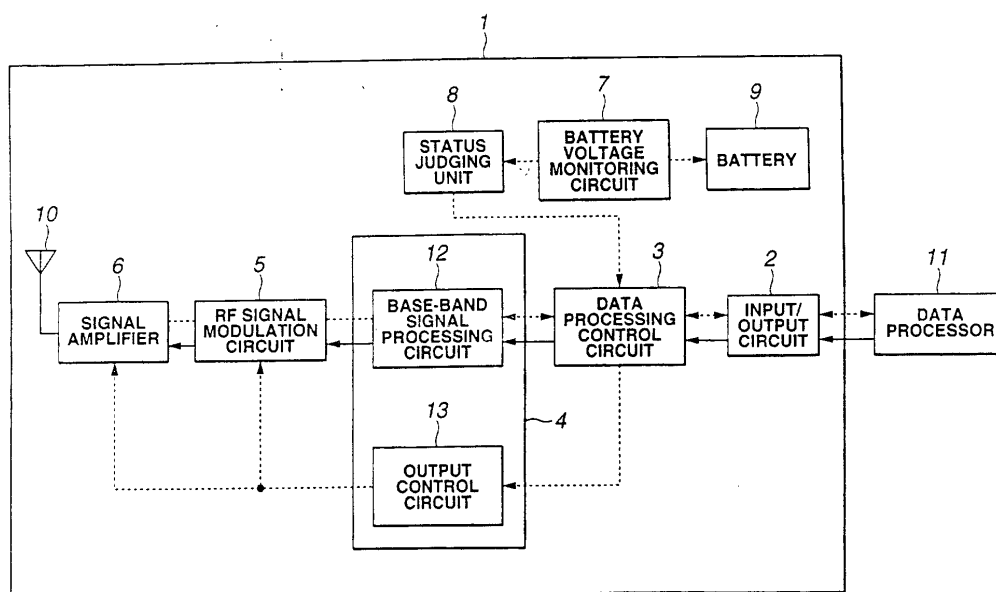 1
8
7
9
STATUS
JUDGING
UNIT
BATTERY
VOLTAGE
MONITORING
CIRCUIT
BATTERY
10
6
5
12
3
2
11
SIGNAL
AMPLIFIER
RF SIGNAL
MODULATION
CIRCUIT
BASE-BAND
SIGNAL
PROCESSING
CIRCUIT
DATA
PROCESSING
CONTROL
CIRCUIT
INPUT/
OUTPUT
CIRCUIT
DATA
PROCESSOR
13
4
OUTPUT
CONTROL
CIRCUIT